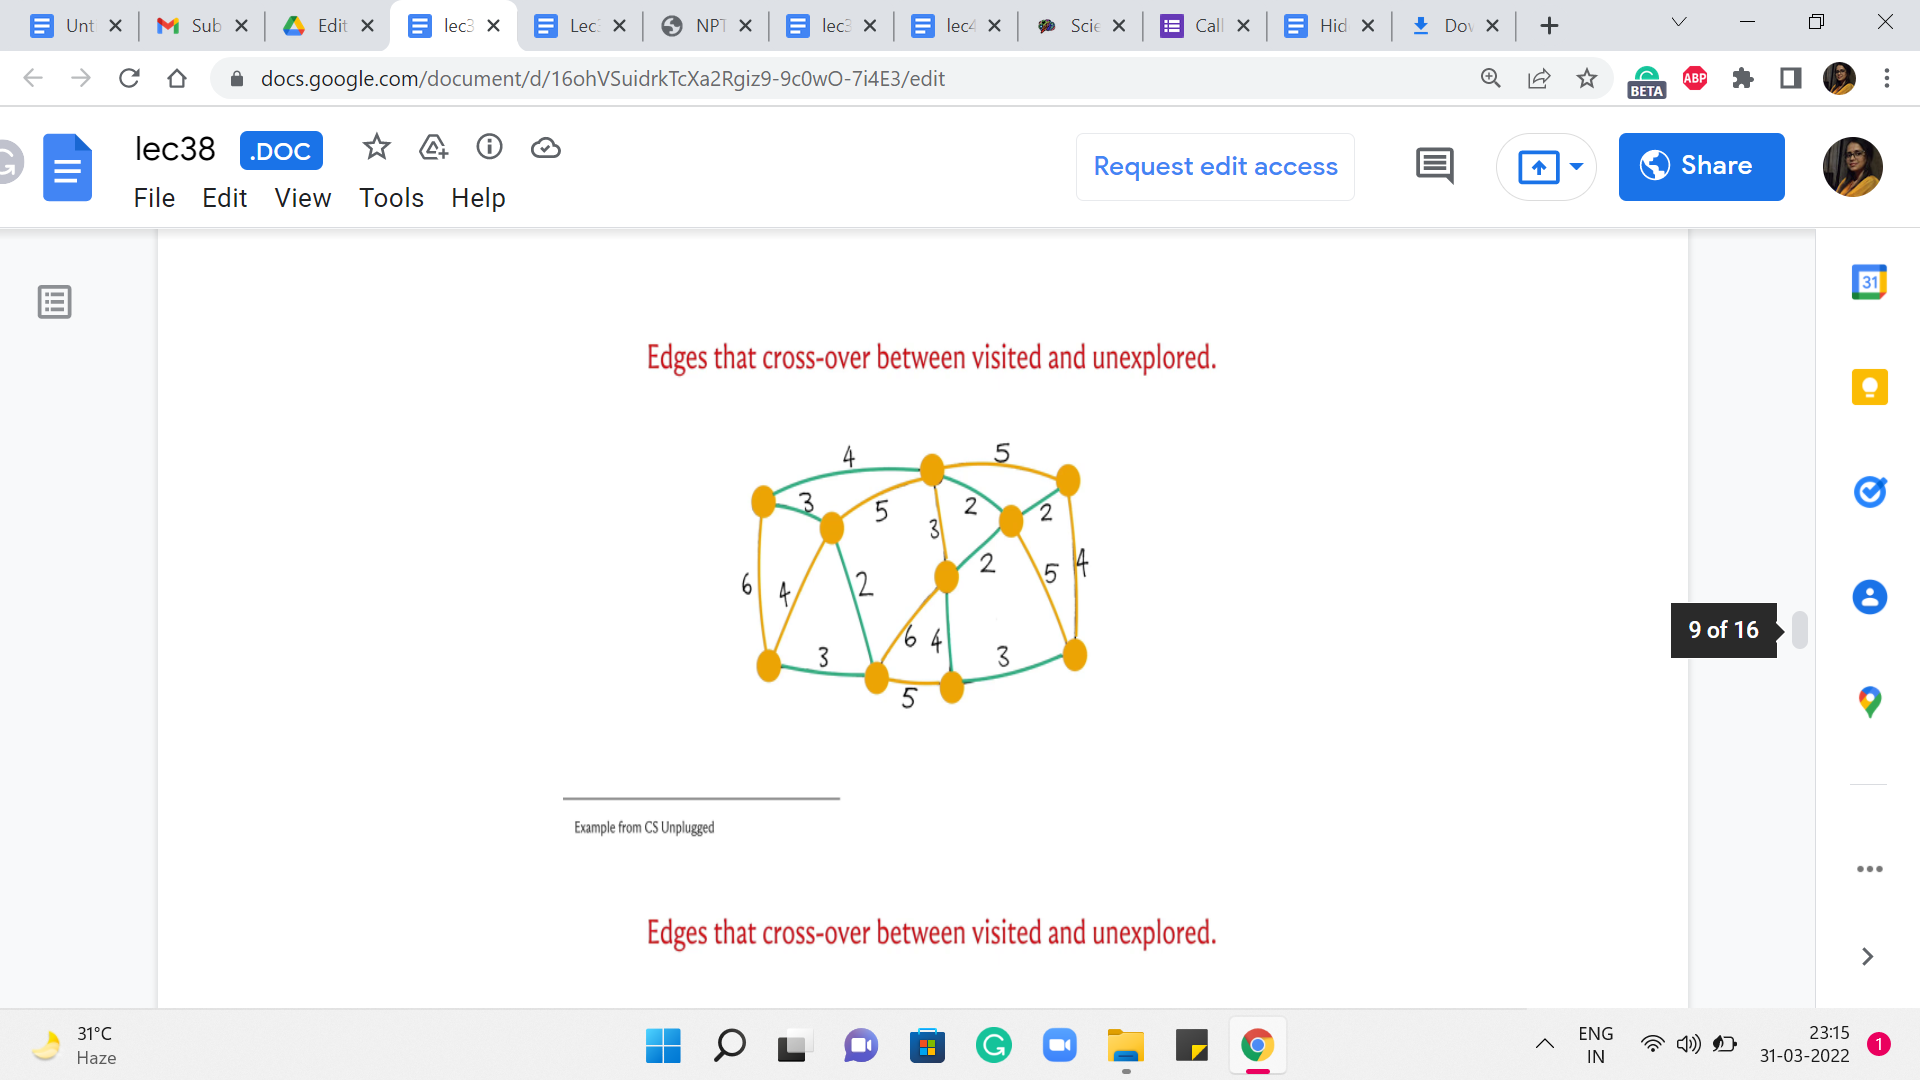 Unt Sub Edit lec3 Lec: NPT lec3 lec4 Scie Call Hid Dov
docs.google.com/document/d/16ohVSuidrkTcXa2Rgiz9-9c0wO-7i4E3/edit
ABP
BETA
lec38 .DOC
Request edit access
Share
File Edit View Tools Help
31
Edges that cross-over between visited and unexplored.
4 5
3 5 2 2
3
6 4 2 2 5 4
3 6 4 3
5
9 of 16
Example from CS Unplugged
Edges that cross-over between visited and unexplored.
31°C
Haze
ENG
IN
23:15
31-03-2022
1